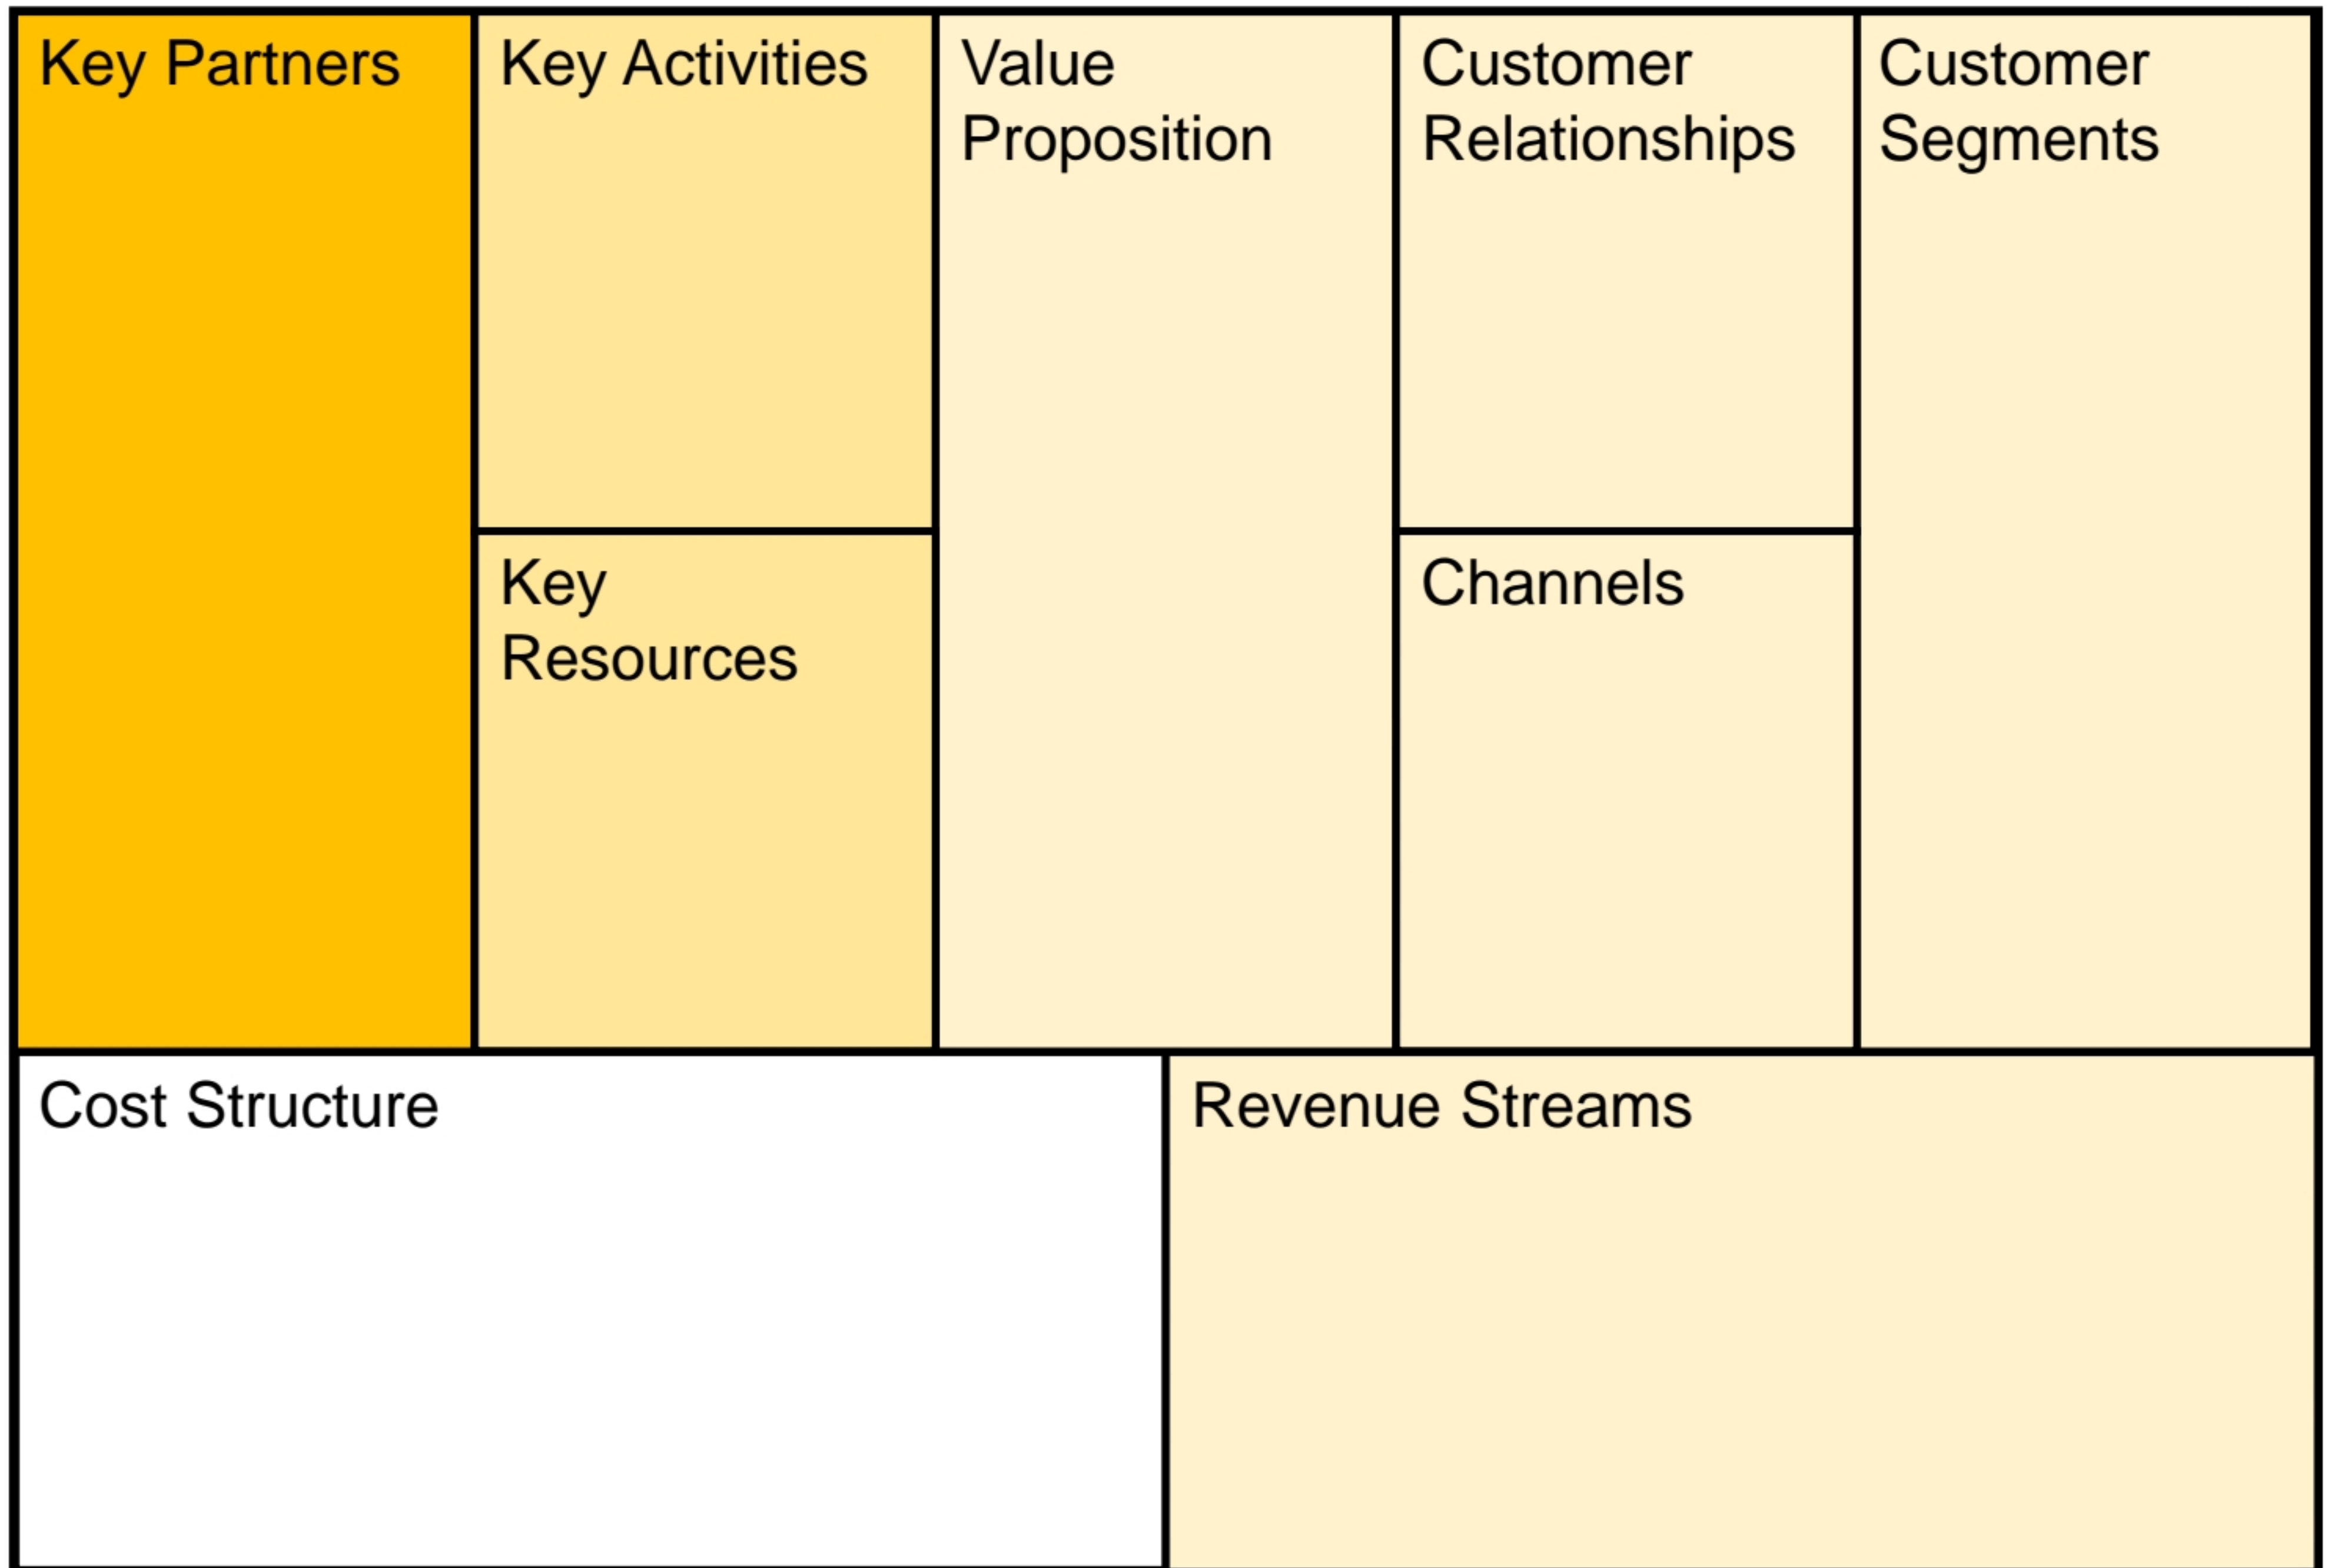 Key Partners
Key Activities
Value
Proposition
Customer
Relationships
Customer
Segments
Key
Resources
Channels
Cost Structure
Revenue Streams